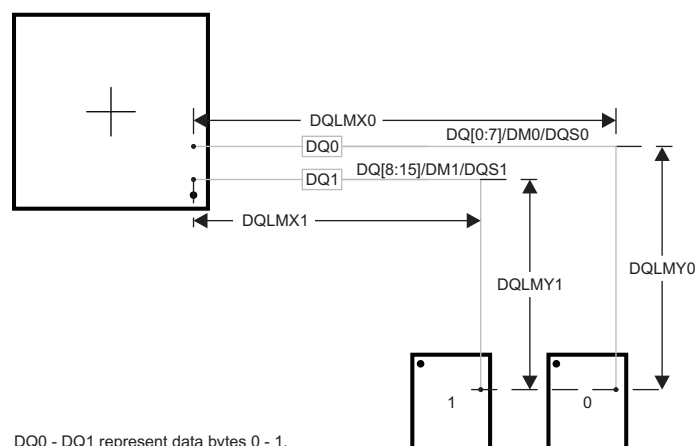 DQLMX0
DQ[0:7]/DM0/DQS0
DQ0
DQ[8:15]/DM1/DQS1
DQ1
DQLMX1
DQLMY0
DQLMY1
1
0
DQ0 - DQ1 represent data bytes 0 - 1.